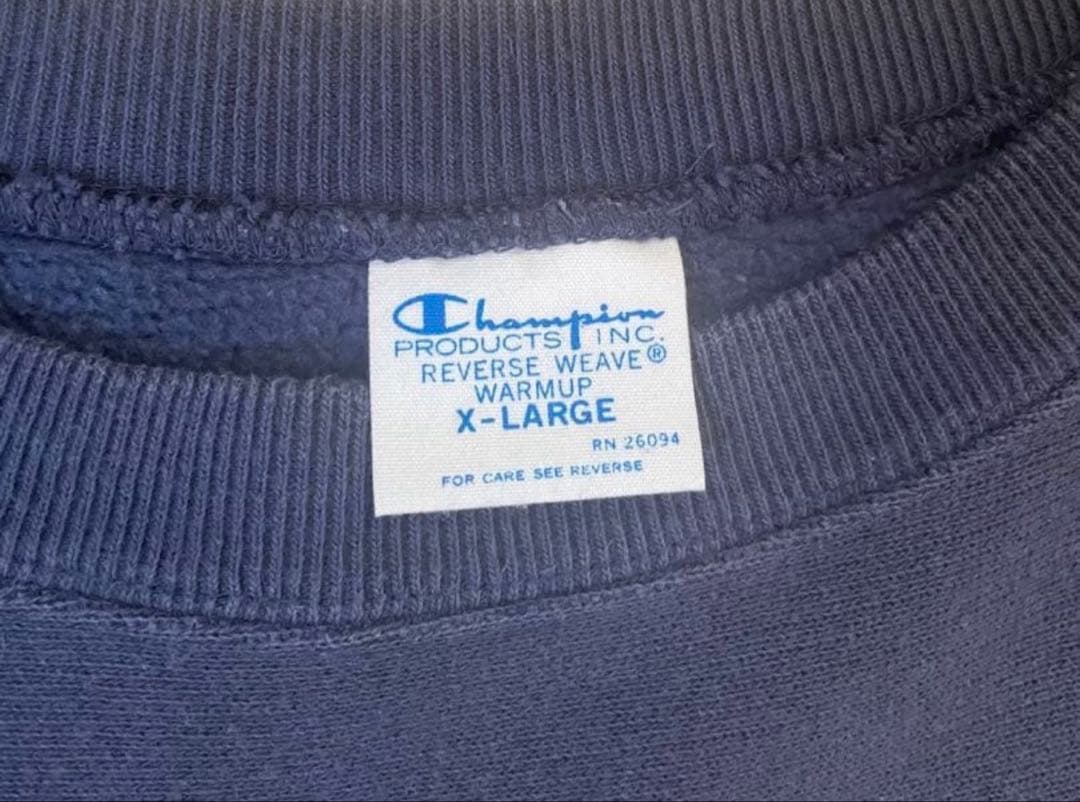 Champion
PRODUCTS INC.
REVERSE WEAVE®
WARMUP
X-LARGE
RN 26094
FOR CARE SEE REVERSE